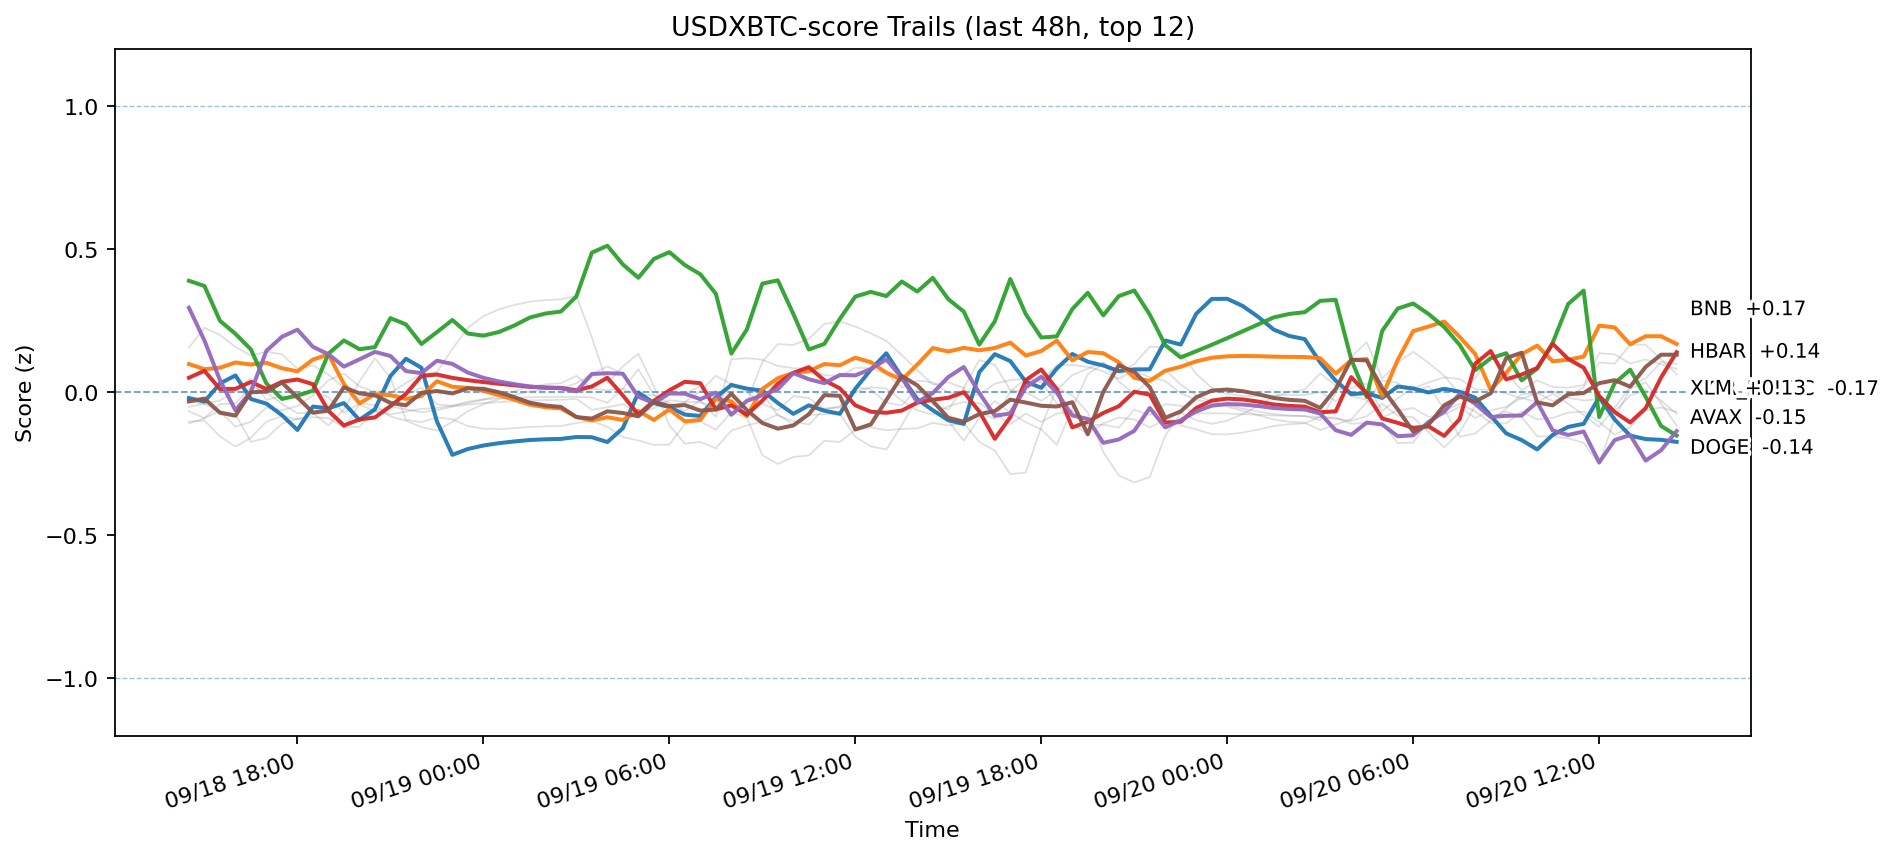 USDXBTC-score Trails (last 48h, top 12)
Score (z)
1.0
0.5
0.0
−0.5
−1.0
BNB +0.17
HBAR +0.14
-0.17
AVAX -0.15
DOGE -0.14
09/18 18:00
09/19 00:00
09/19 06:00
09/19 12:00
09/19 18:00
09/20 00:00
09/20 06:00
09/20 12:00
Time